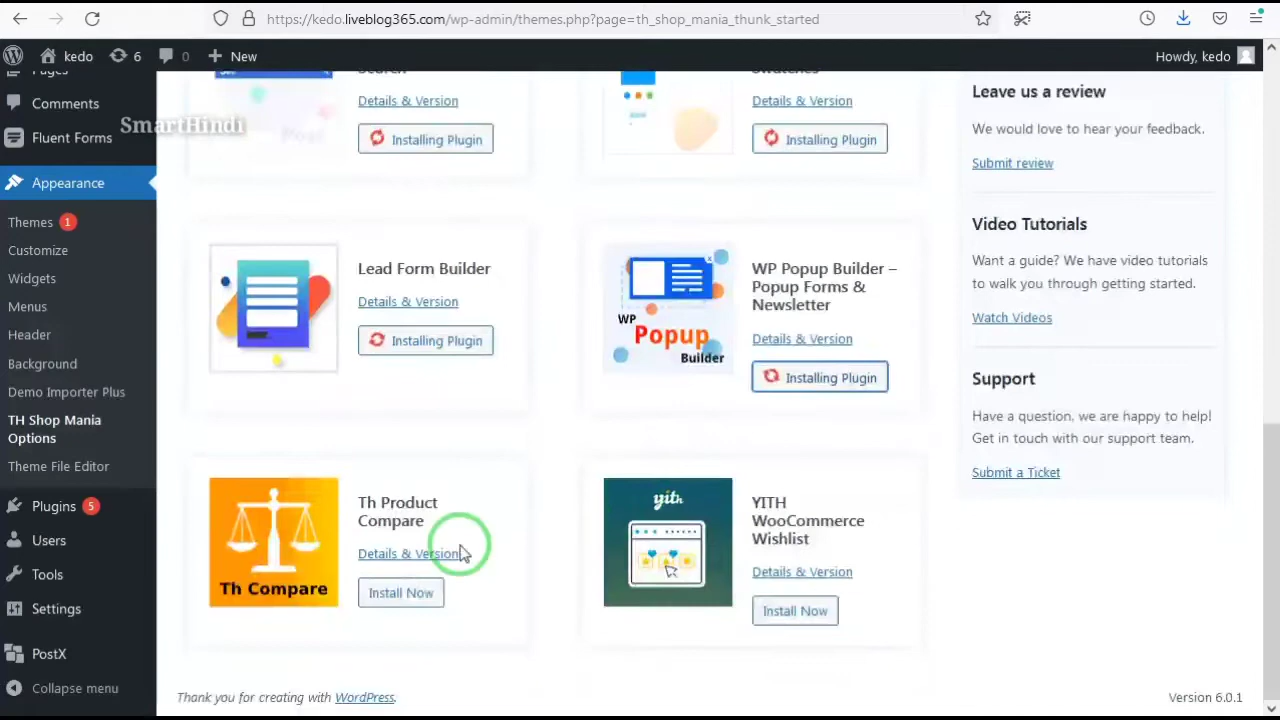 https://kedo.liveblog365.com/wp-admin/themes.php?page=th_shop_mania_thunk_started
kedo
6
0
New
Howdy, kedo
Pages
Comments
Fluent Forms
SmartHindi
Appearance
Themes 1
Customize
Widgets
Menus
Header
Background
Demo Importer Plus
TH Shop Mania
Options
Theme File Editor
Plugins 5
Users
Tools
Settings
PostX
Collapse menu
Search
Details & Version
Installing Plugin
Swatches
Details & Version
Installing Plugin
Lead Form Builder
Details & Version
Installing Plugin
WP
Popup
Builder
WP Popup Builder –
Popup Forms &
Newsletter
Details & Version
Installing Plugin
Th Compare
Th Product
Compare
Details & Version
Install Now
yith
YITH
WooCommerce
Wishlist
Details & Version
Install Now
Leave us a review
We would love to hear your feedback.
Submit review
Video Tutorials
Want a guide? We have video tutorials
to walk you through getting started.
Watch Videos
Support
Have a question, we are happy to help!
Get in touch with our support team.
Submit a Ticket
Thank you for creating with WordPress.
Version 6.0.1